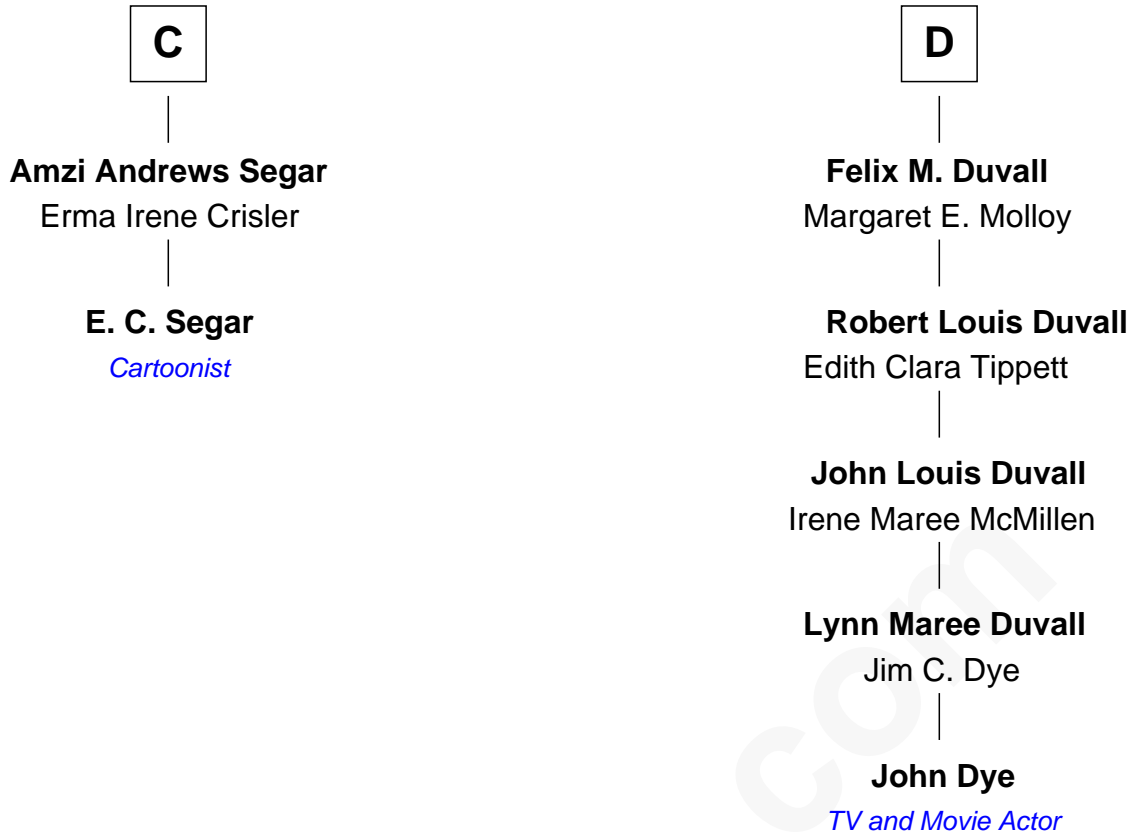 C
Amzi Andrews Segar
Erma Irene Crisler
E. C. Segar
Cartoonist
D
Felix M. Duvall
Margaret E. Molloy
Robert Louis Duvall
Edith Clara Tippett
John Louis Duvall
Irene Maree McMillen
Lynn Maree Duvall
Jim C. Dye
John Dye
TV and Movie Actor
com